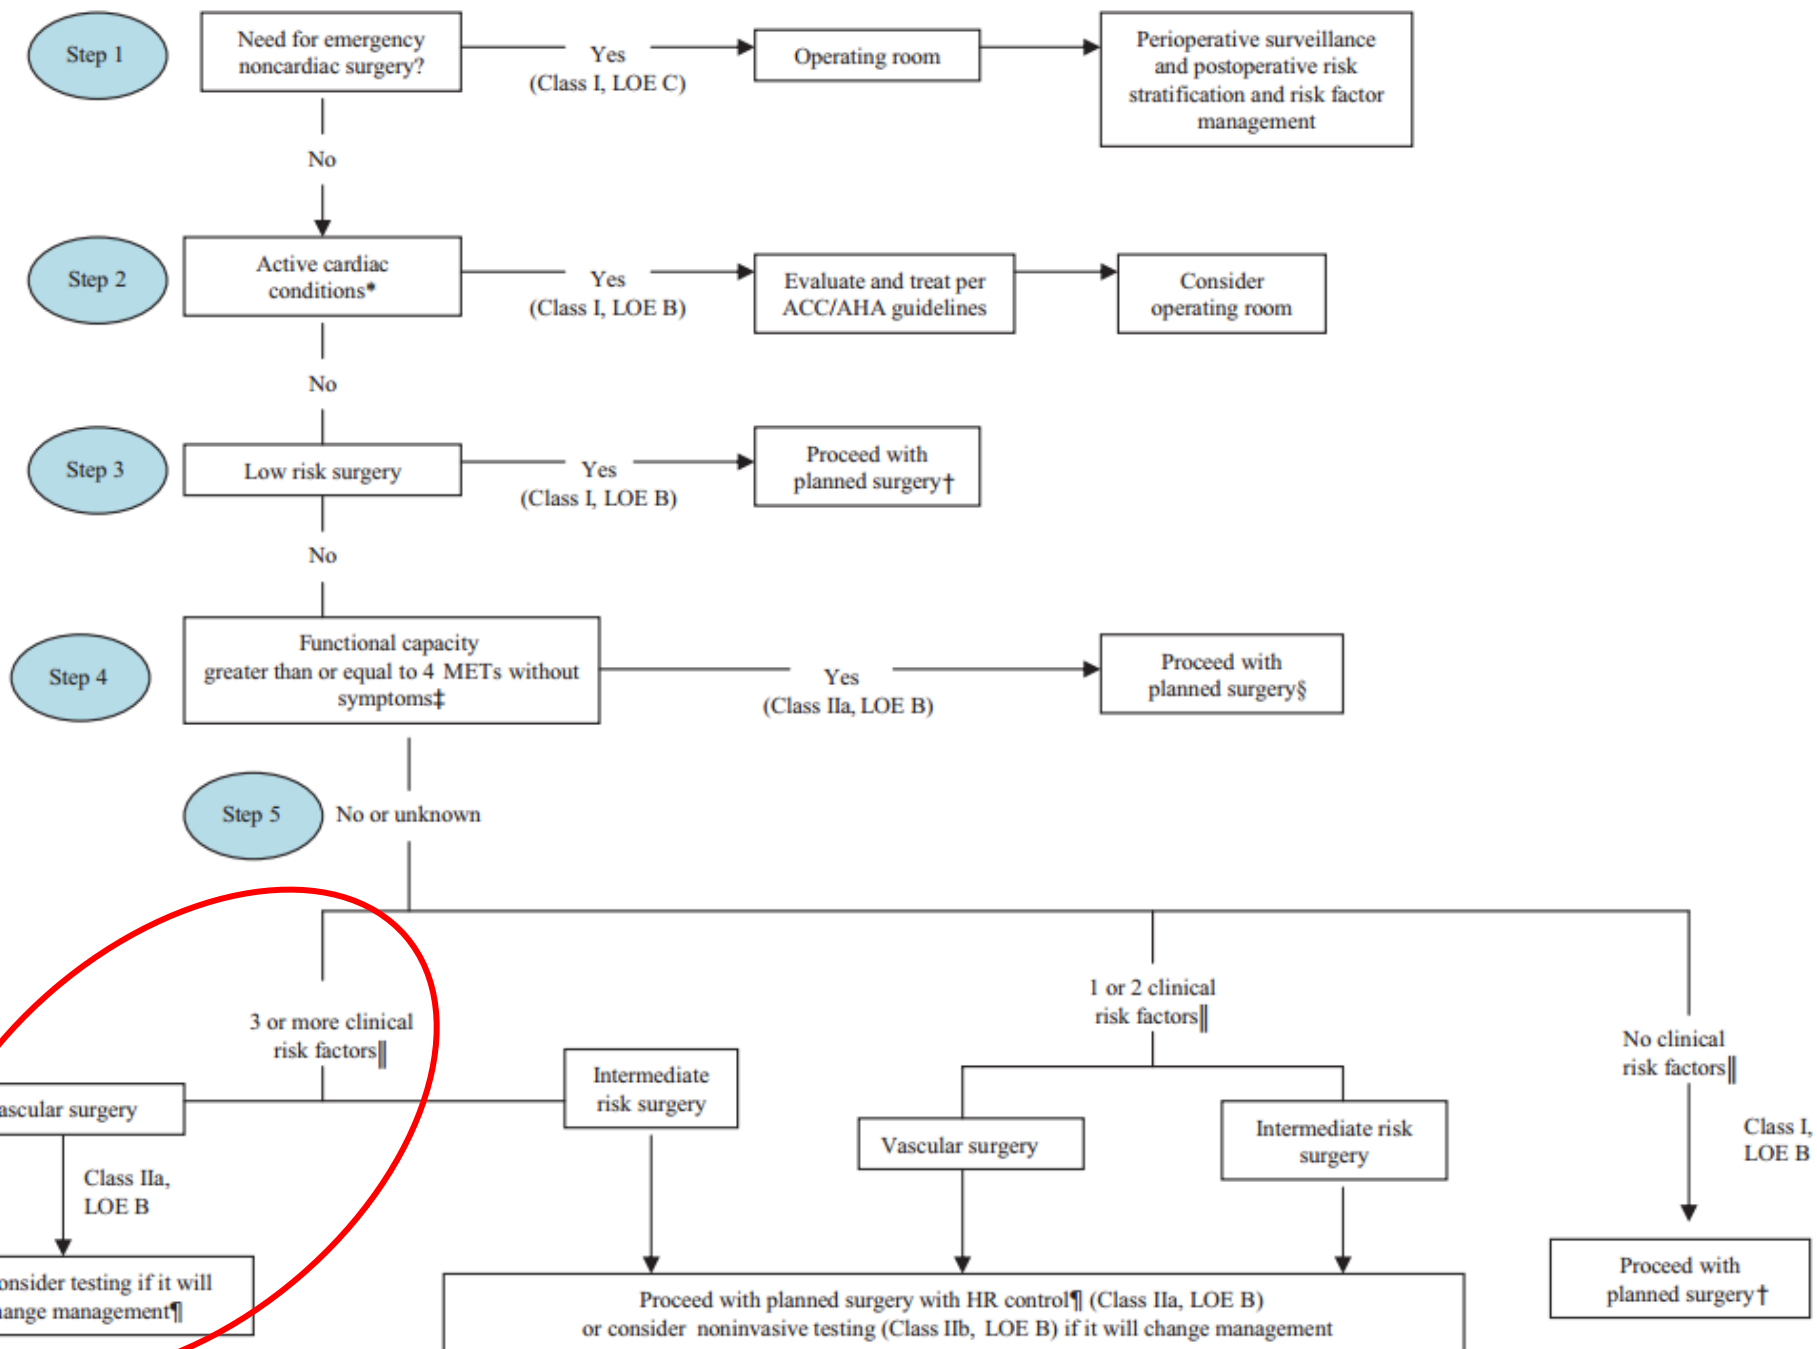 Step 1
Need for emergency
noncardiac surgery?
Yes
(Class I, LOE C)
Operating room
Perioperative surveillance
and postoperative risk
stratification and risk factor
management
No
Step 2
Active cardiac
conditions*
Yes
(Class I, LOE B)
Evaluate and treat per
ACC/AHA guidelines
Consider
operating room
No
Step 3
Low risk surgery
Yes
(Class I, LOE B)
Proceed with
planned surgery†
No
Step 4
Functional capacity
greater than or equal to 4 METs without
symptoms‡
Yes
(Class IIa, LOE B)
Proceed with
planned surgery§
Step 5
No or unknown
3 or more clinical
risk factors‖
1 or 2 clinical
risk factors‖
No clinical
risk factors‖
ascular surgery
Intermediate
risk surgery
Vascular surgery
Intermediate risk
surgery
Class I,
LOE B
Class IIa,
LOE B
onsider testing if it will
hange management¶
Proceed with planned surgery with HR control¶ (Class IIa, LOE B)
or consider noninvasive testing (Class IIb, LOE B) if it will change management
Proceed with
planned surgery†